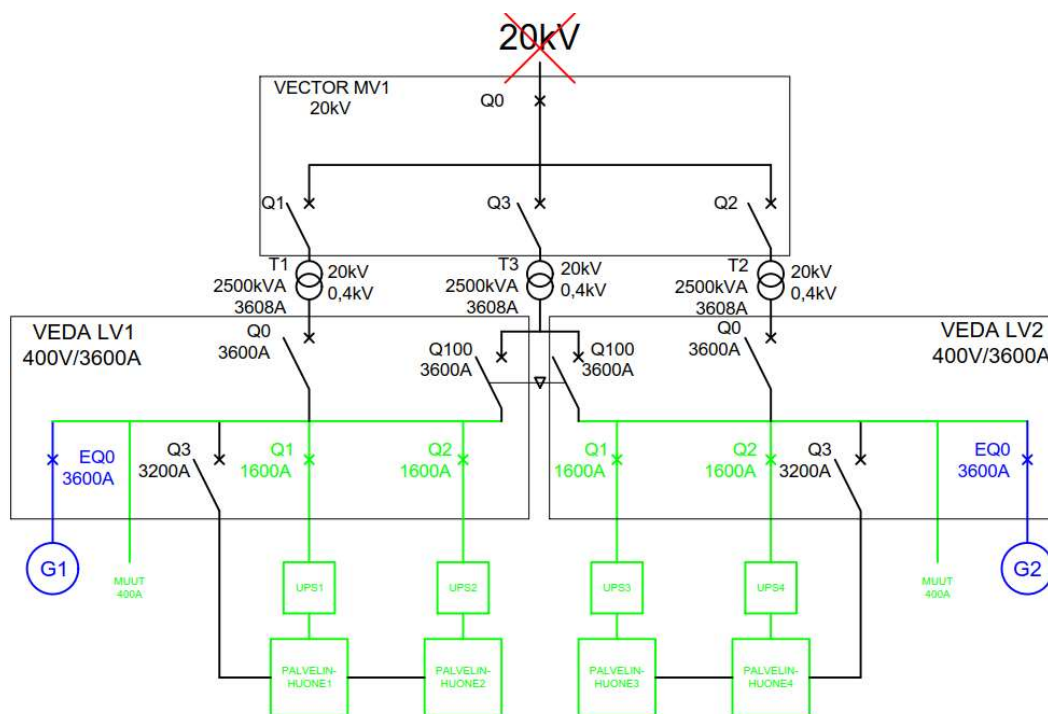 20kV
VECTOR MV1
20kV
Q0
Q1
Q3
Q2
T1
2500kVA
3608A
20kV
0,4kV
T3
2500kVA
3608A
20kV
0,4kV
T2
2500kVA
3608A
20kV
0,4kV
VEDA LV1
400V/3600A
Q0
3600A
Q100
3600A
Q100
3600A
Q0
3600A
VEDA LV2
400V/3600A
EQ0
3600A
Q3
3200A
Q1
1600A
Q2
1600A
Q1
1600A
Q2
1600A
Q3
3200A
EQ0
3600A
G1
MUUT
400A
UPS1
UPS2
UPS3
UPS4
MUUT
400A
G2
PALVELIN-
HUONE1
PALVELIN-
HUONE2
PALVELIN-
HUONE3
PALVELIN-
HUONE4